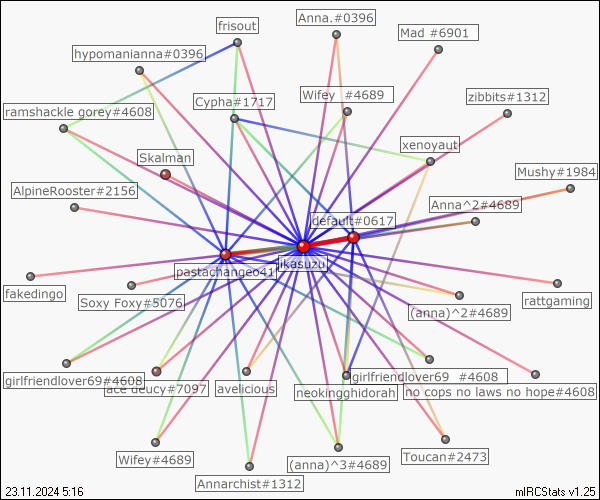 Anna.#0396
frisout
Mad #6901
hypomanianna#0396
Wifey  #4689
zibbits#1312
Cypha#1717
ramshackle gorey#4608
xenoyaut
Skalman
Mushy#1984
AlpineRooster#2156
Anna^2#4689
default#0617
likasuzu
pastachangeo41
fakedingo
Soxy Foxy#5076
rattgaming
(anna)^2#4689
girlfriendlover69#4608
girlfriendlover69  #4608
ace deucy#7097
avelicious
neokingghidorah
no cops no laws no hope#4608
Wifey#4689
(anna)^3#4689
Toucan#2473
Annarchist#1312
23.11.2024 5:16
mIRCStats v1.25